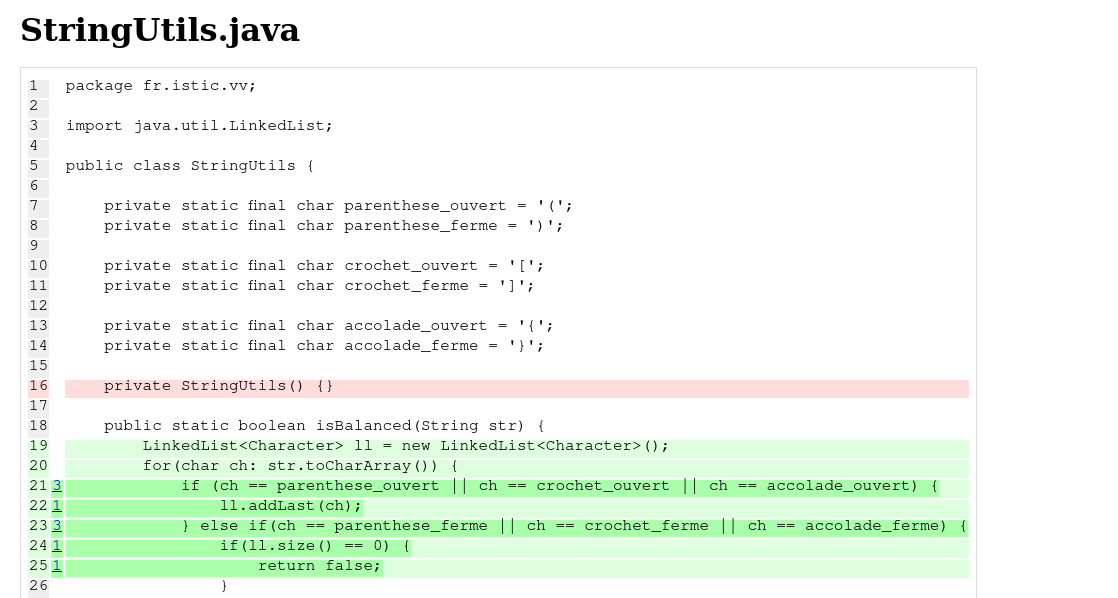 StringUtils.java
1 package fr.istic.vv;
2
3 import java.util.LinkedList;
4
5 public class StringUtils {
6
7     private static final char parenthese_ouvert = '(';
8     private static final char parenthese_ferme = ')';
9
10     private static final char crochet_ouvert = '[';
11     private static final char crochet_ferme = ']';
12
13     private static final char accolade_ouvert = '{';
14     private static final char accolade_ferme = '}';
15
16     private StringUtils() {}
17
18     public static boolean isBalanced(String str) {
19         LinkedList<Character> ll = new LinkedList<Character>();
20         for(char ch: str.toCharArray()) {
21 3             if (ch == parenthese_ouvert || ch == crochet_ouvert || ch == accolade_ouvert) {
22 1                 ll.addLast(ch);
23 3             } else if(ch == parenthese_ferme || ch == crochet_ferme || ch == accolade_ferme) {
24 1                 if(ll.size() == 0) {
25 1                     return false;
26                 }